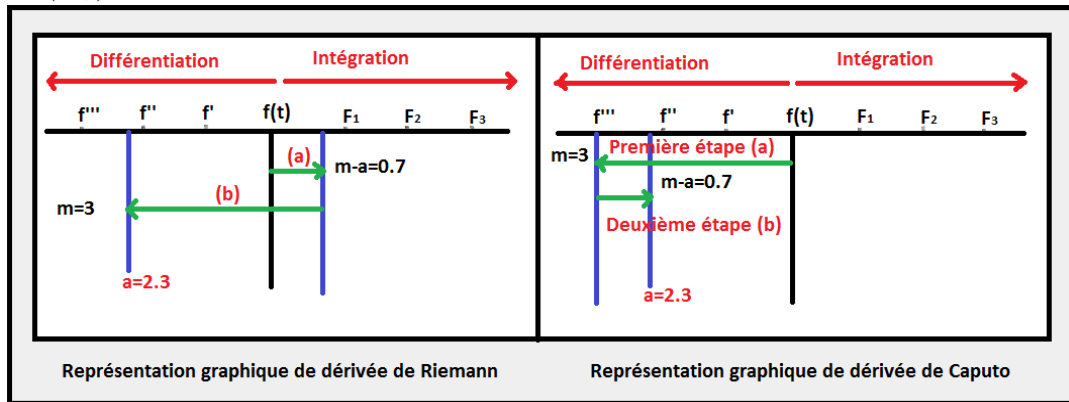 Différentiation Intégration
f''' f'' f' f(t) F₁ F₂ F₃
(a)
m-a=0.7
(b)
m=3
a=2.3
Représentation graphique de dérivée de Riemann
Différentiation Intégration
f''' f'' f' f(t) F₁ F₂ F₃
Première étape (a)
m=3
m-a=0.7
Deuxième étape (b)
a=2.3
Représentation graphique de dérivée de Caputo